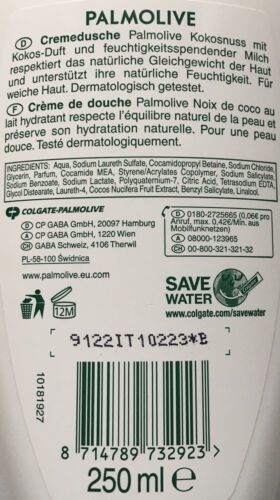 PALMOLIVE
D Cremedusche Palmolive Kokosnuss mit
Kokos-Duft und feuchtigkeitsspendender Milch
respektiert das natürliche Gleichgewicht der Haut
und unterstützt ihre natürliche Feuchtigkeit. Für
weiche Haut. Dermatologisch getestet.
F Crème de douche Palmolive Noix de coco au
lait hydratant respecte l'équilibre naturel de la peau et
préserve son hydratation naturelle. Pour une peau
douce. Testé dermatologiquement.
INGREDIENTS: Aqua, Sodium Laureth Sulfate, Cocamidopropyl Betaine, Sodium Chloride,
Glycerin, Parfum, Cocamide MEA, Styrene/Acrylates Copolymer, Sodium Salicylate,
Sodium Benzoate, Sodium Lactate, Polyquaternium-7, Citric Acid, Tetrasodium EDTA,
Glycol Distearate, Laureth-4, Cocos Nucifera Fruit Extract, Benzyl Salicylate, Linalool.
COLGATE-PALMOLIVE
D CP GABA GmbH, 20097 Hamburg
A CP GABA GmbH, 1220 Wien
CH GABA Schweiz, 4106 Therwil
PL-58-100 Świdnica
D 0180-2725665 (0,06€ pro
Anruf, max. 0,42€/Min. aus
Mobilfunknetzen)
A 08000-123965
CH 00-800-321-321-32
www.palmolive.eu.com
12M
SAVE
WATER
www.colgate.com/savewater
9122IT10223*B
10181927
8 714789 732923 >
250 ml e